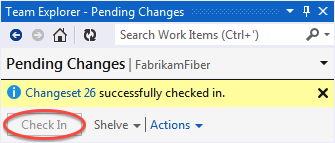 Team Explorer - Pending Changes
Search Work Items (Ctrl+')
Pending Changes | FabrikamFiber
Changeset 26 successfully checked in.
Check In Shelve | Actions